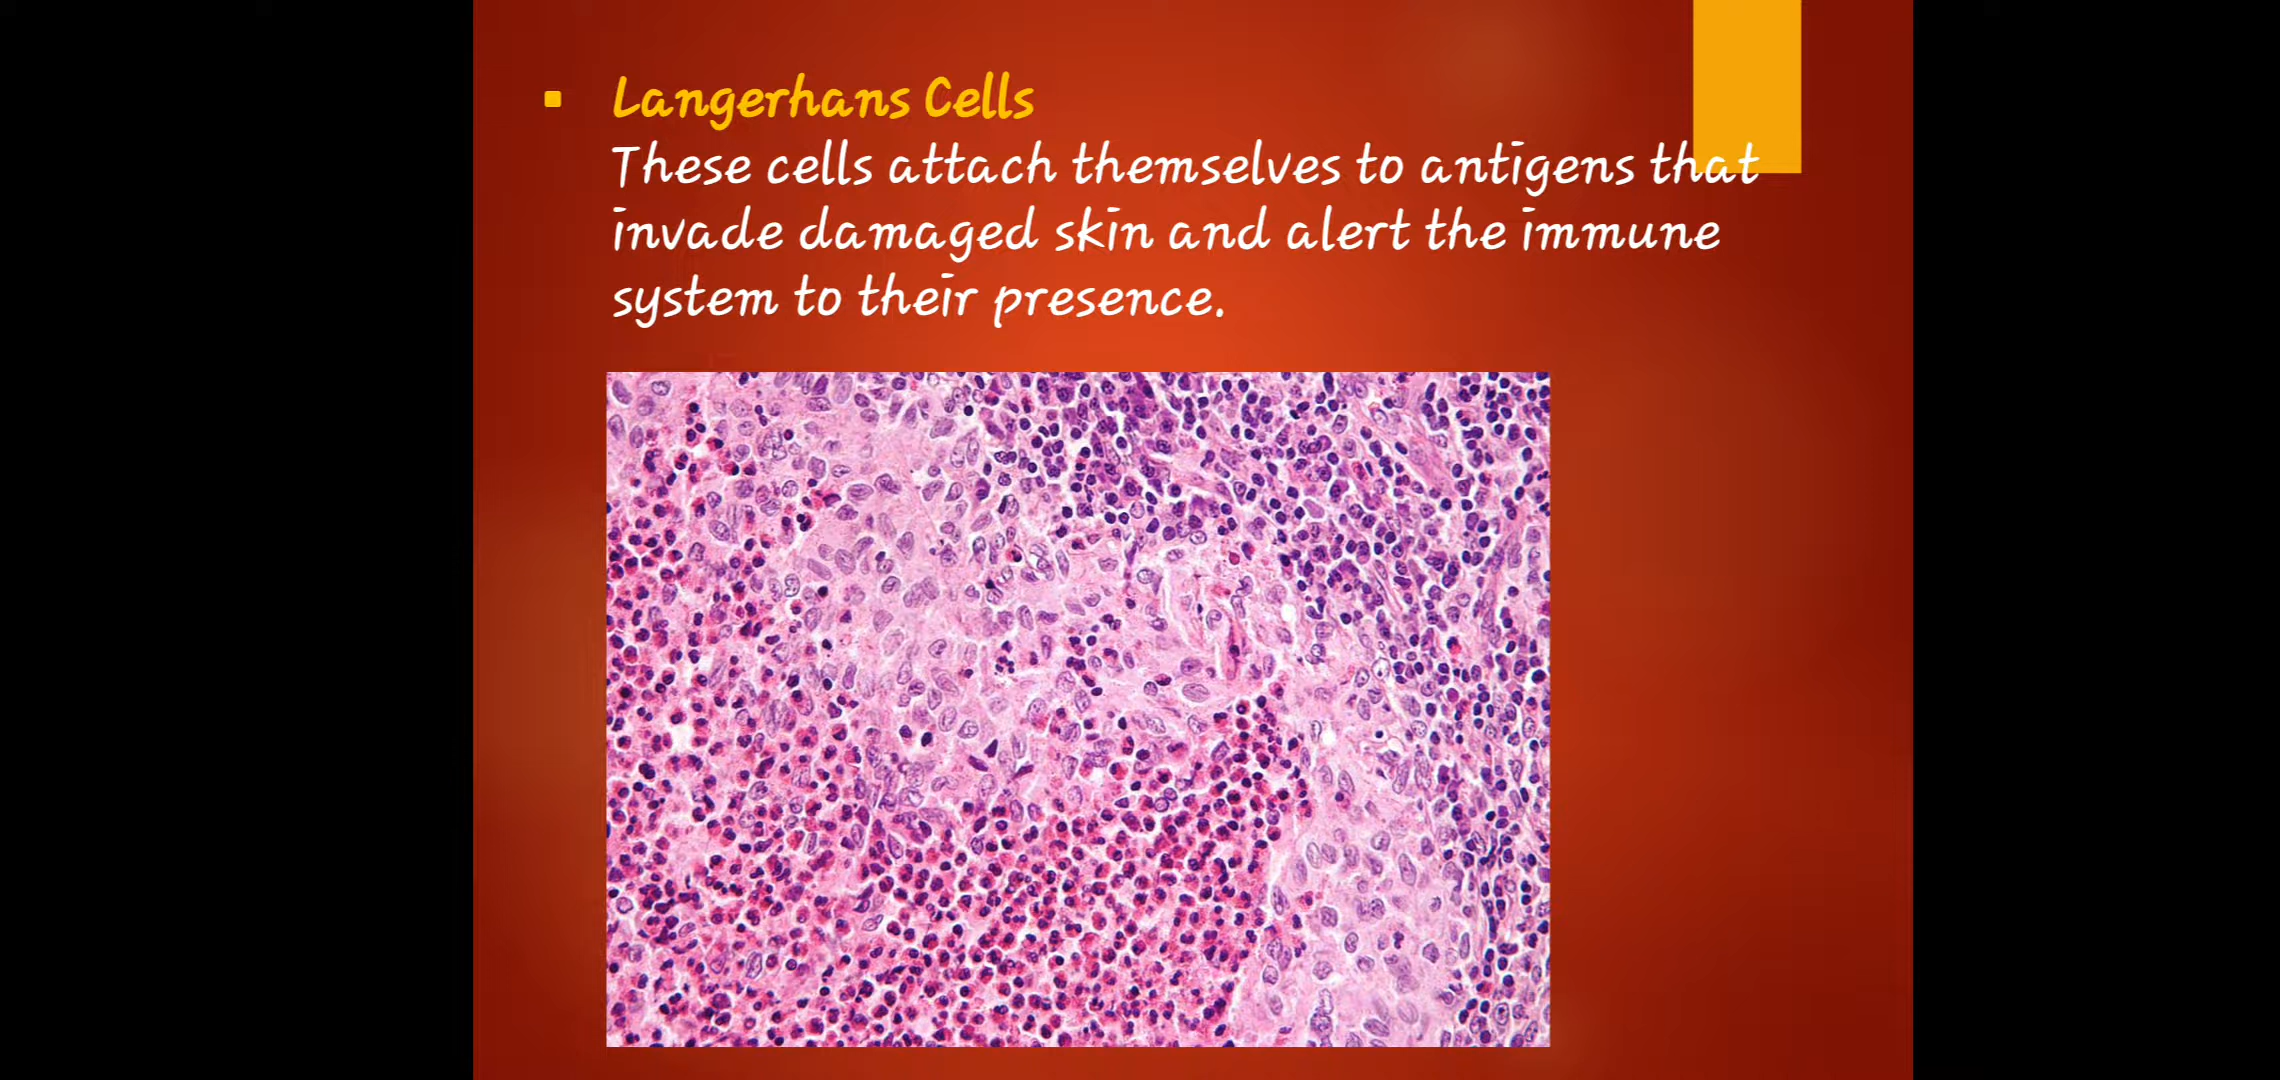 Langerhans Cells
These cells attach themselves to antigens that
invade damaged skin and alert the immune
system to their presence.